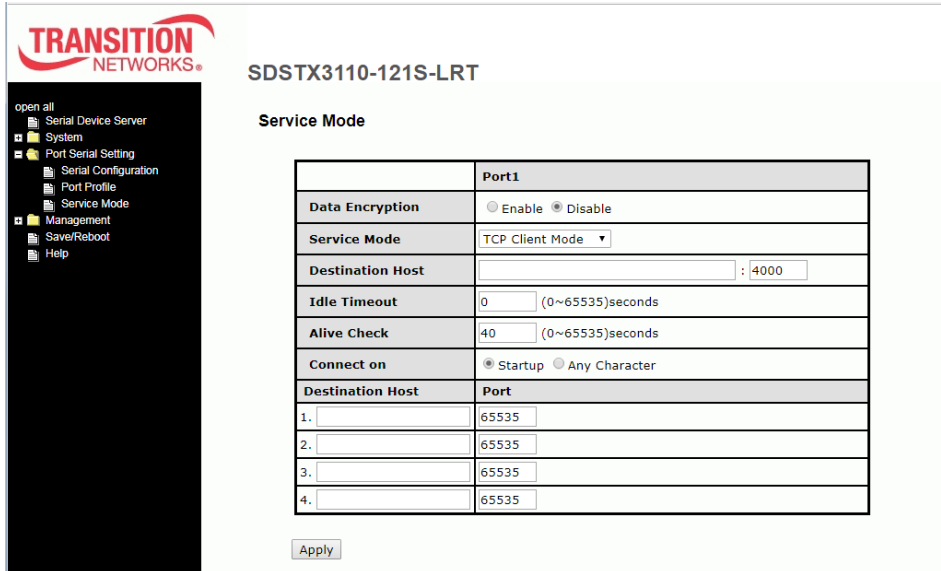 TRANSITION
NETWORKS®
SDSTX3110-121S-LRT
open all
Serial Device Server
System
Port Serial Setting
Serial Configuration
Port Profile
Service Mode
Management
Save/Reboot
Help
Service Mode
Port1
Data Encryption Enable Disable
Service Mode TCP Client Mode
Destination Host : 4000
Idle Timeout 0 (0~65535)seconds
Alive Check 40 (0~65535)seconds
Connect on Startup Any Character
Destination Host Port
1. 65535
2. 65535
3. 65535
4. 65535
Apply